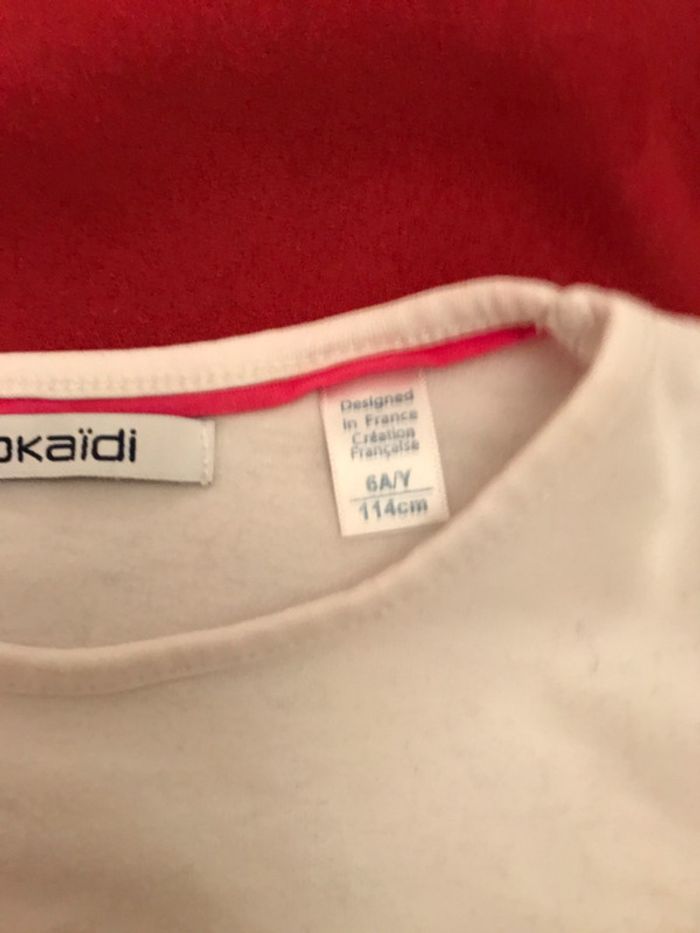 okaïdi
Designed
in France
Création
Française
6A/Y
114cm